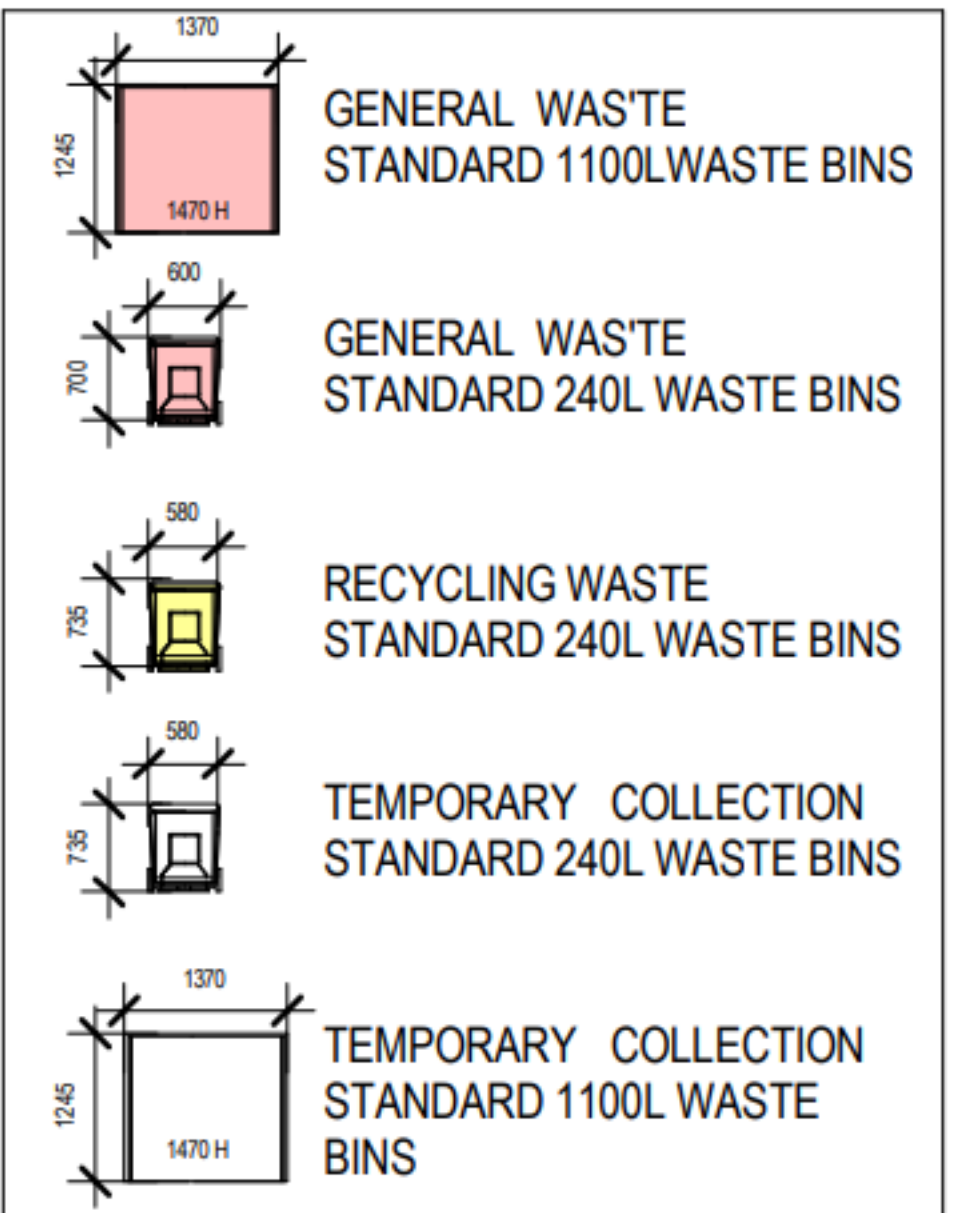 1370
1245
1470 H
GENERAL WAS'TE
STANDARD 1100LWASTE BINS
600
700
GENERAL WAS'TE
STANDARD 240L WASTE BINS
580
735
RECYCLING WASTE
STANDARD 240L WASTE BINS
580
735
TEMPORARY COLLECTION
STANDARD 240L WASTE BINS
1370
1245
1470 H
TEMPORARY COLLECTION
STANDARD 1100L WASTE
BINS